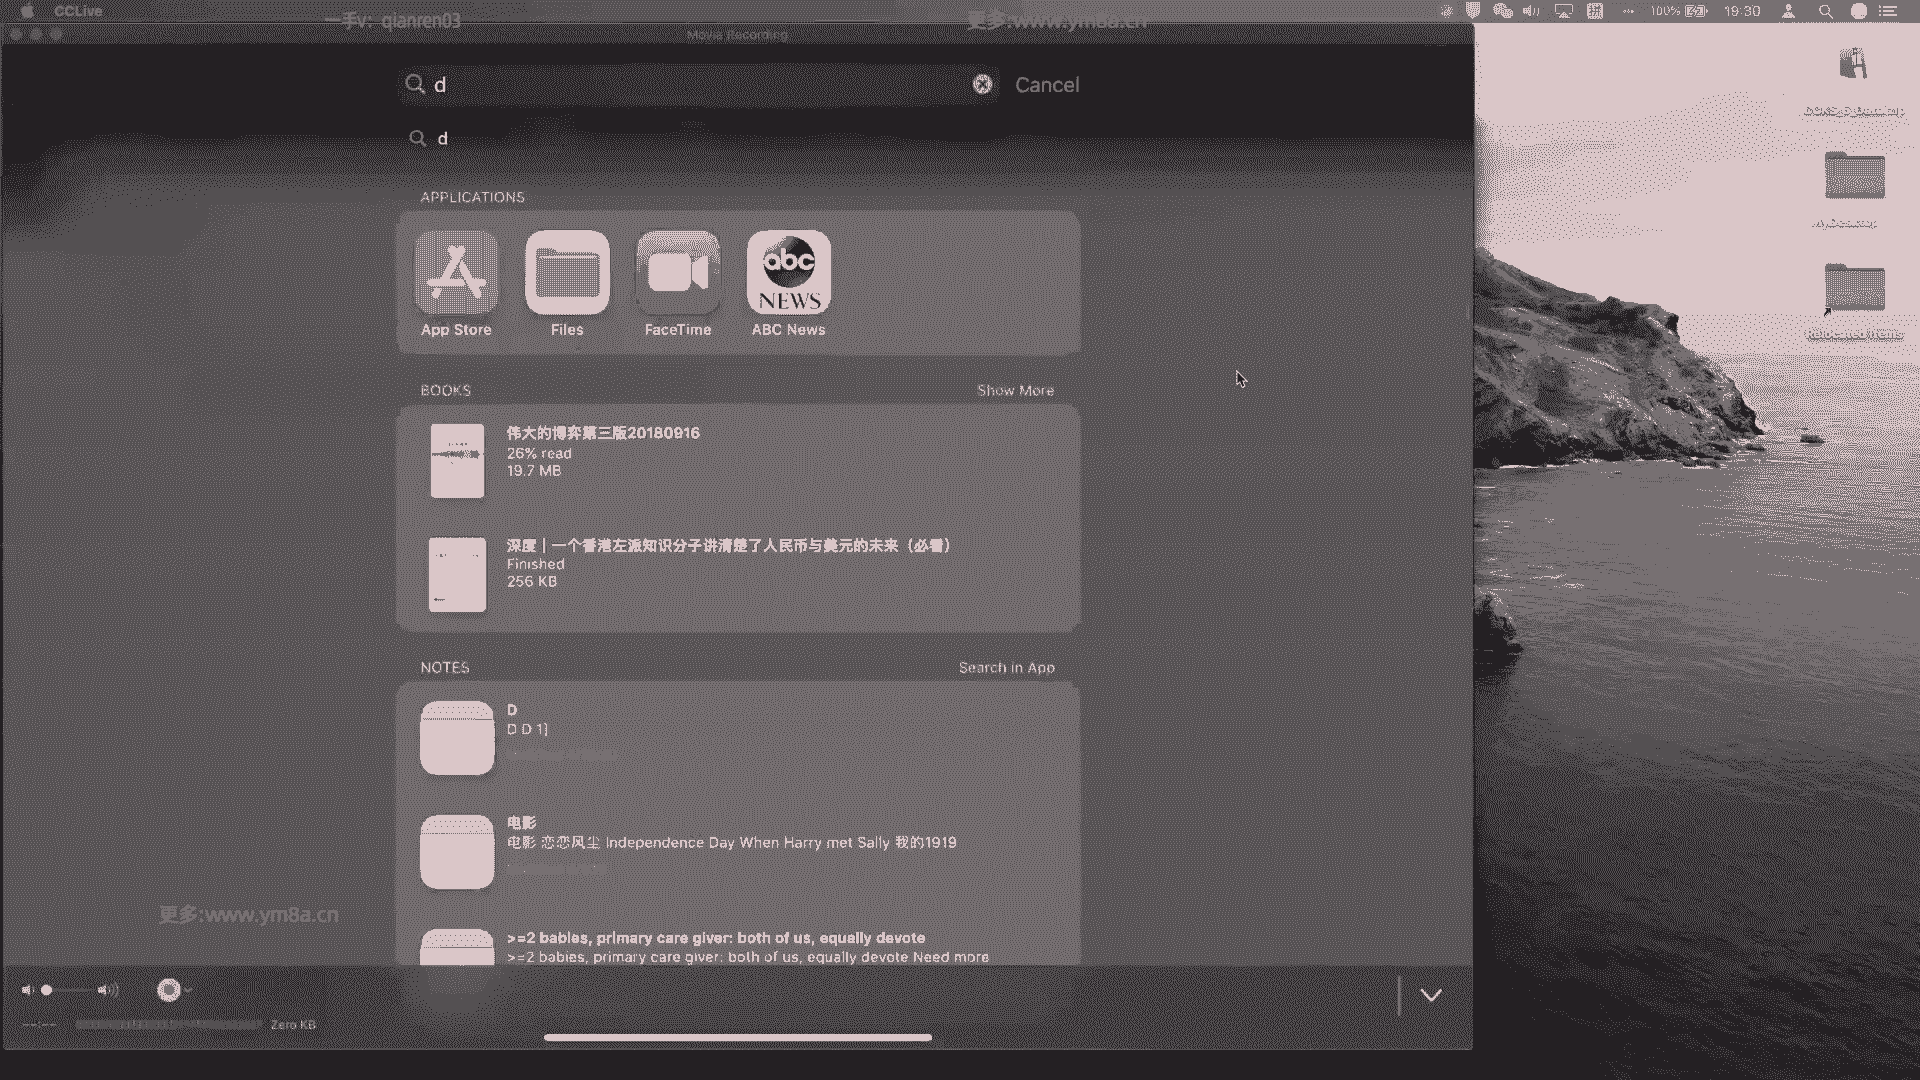 CCLive
一手v：qianren03
更多:www.ym8a.cn
100%
19:30
Movie Recording
d
Cancel
d
APPLICATIONS
abc
NEWS
App Store
Files
FaceTime
ABC News
BOOKS
Show More
伟大的博弈第三版20180916
26% read
19.7 MB
深度｜一个香港左派知识分子讲清楚了人民币与美元的未来（必看）
Finished
256 KB
NOTES
Search in App
D
D D 1]
电影
电影 恋恋风尘 Independence Day When Harry met Sally 我的1919
>=2 babies, primary care giver: both of us, equally devote
>=2 babies, primary care giver: both of us, equally devote Need more
更多:www.ym8a.cn
--:--
Zero KB
Relocated Items